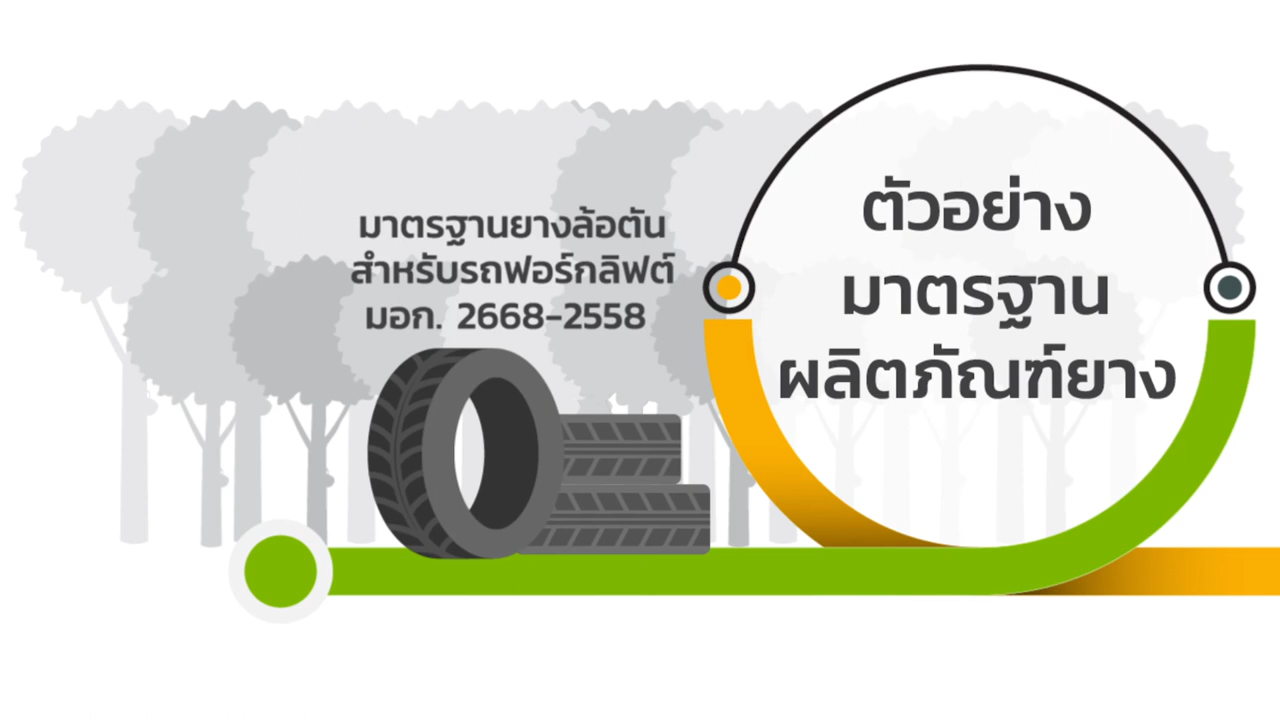 มาตรฐานยางล้อตัน
สำหรับรถฟอร์กลิฟต์
มอก. 2668-2558
ตัวอย่าง
มาตรฐาน
ผลิตภัณฑ์ยาง